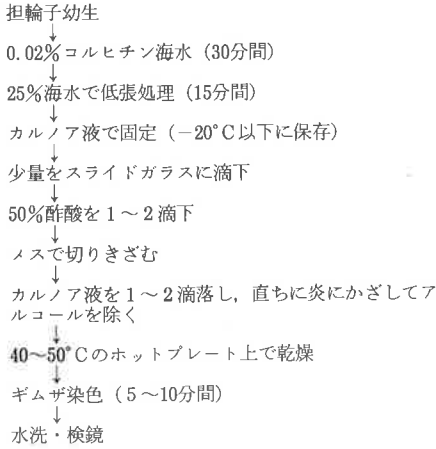 担輪子幼生
↓
0.02%コルヒチン海水（30分間）
↓
25%海水で低張処理（15分間）
↓
カルノア液で固定（−20°C以下に保存）
↓
少量をスライドガラスに滴下
↓
50%酢酸を1～2滴下
↓
メスで切りきざむ
↓
カルノア液を1～2滴落し，直ちに炎にかざしてア
ルコールを除く
↓
40～50°Cのホットプレート上で乾燥
↓
ギムザ染色（5～10分間）
↓
水洗・検鏡